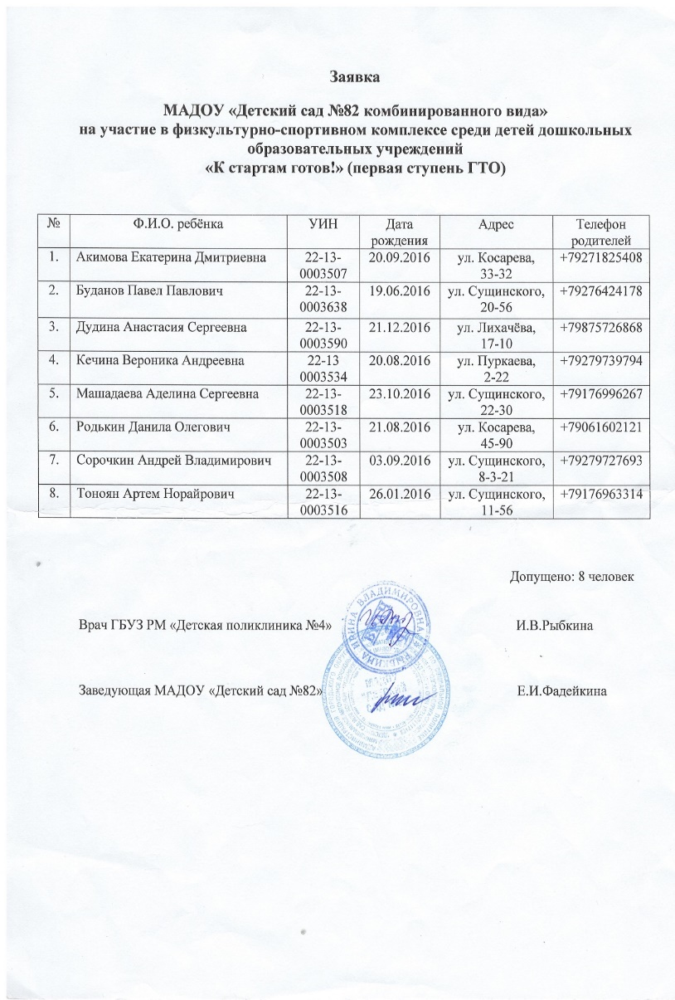 Заявка
МАДОУ «Детский сад №82 комбинированного вида»
на участие в физкультурно-спортивном комплексе среди детей дошкольных
образовательных учреждений
«К стартам готов!» (первая ступень ГТО)
№ Ф.И.О. ребёнка УИН Дата рождения Адрес Телефон родителей
1. Акимова Екатерина Дмитриевна 22-13-0003507 20.09.2016 ул. Косарева, 33-32 +79271825408
2. Буданов Павел Павлович 22-13-0003638 19.06.2016 ул. Сущинского, 20-56 +79276424178
3. Дудина Анастасия Сергеевна 22-13-0003590 21.12.2016 ул. Лихачёва, 17-10 +79875726868
4. Кечина Вероника Андреевна 22-13 0003534 20.08.2016 ул. Пуркаева, 2-22 +79279739794
5. Машадаева Аделина Сергеевна 22-13-0003518 23.10.2016 ул. Сущинского, 22-30 +79176996267
6. Родькин Данила Олегович 22-13-0003503 21.08.2016 ул. Косарева, 45-90 +79061602121
7. Сорочкин Андрей Владимирович 22-13-0003508 03.09.2016 ул. Сущинского, 8-3-21 +79279727693
8. Тоноян Артем Норайрович 22-13-0003516 26.01.2016 ул. Сущинского, 11-56 +79176963314
Допущено: 8 человек
Врач ГБУЗ РМ «Детская поликлиника №4» И.В.Рыбкина
РЫБКИНА ИРИНА ВЛАДИМИРОВНА
Заведующая МАДОУ «Детский сад №82» Е.И.Фадейкина